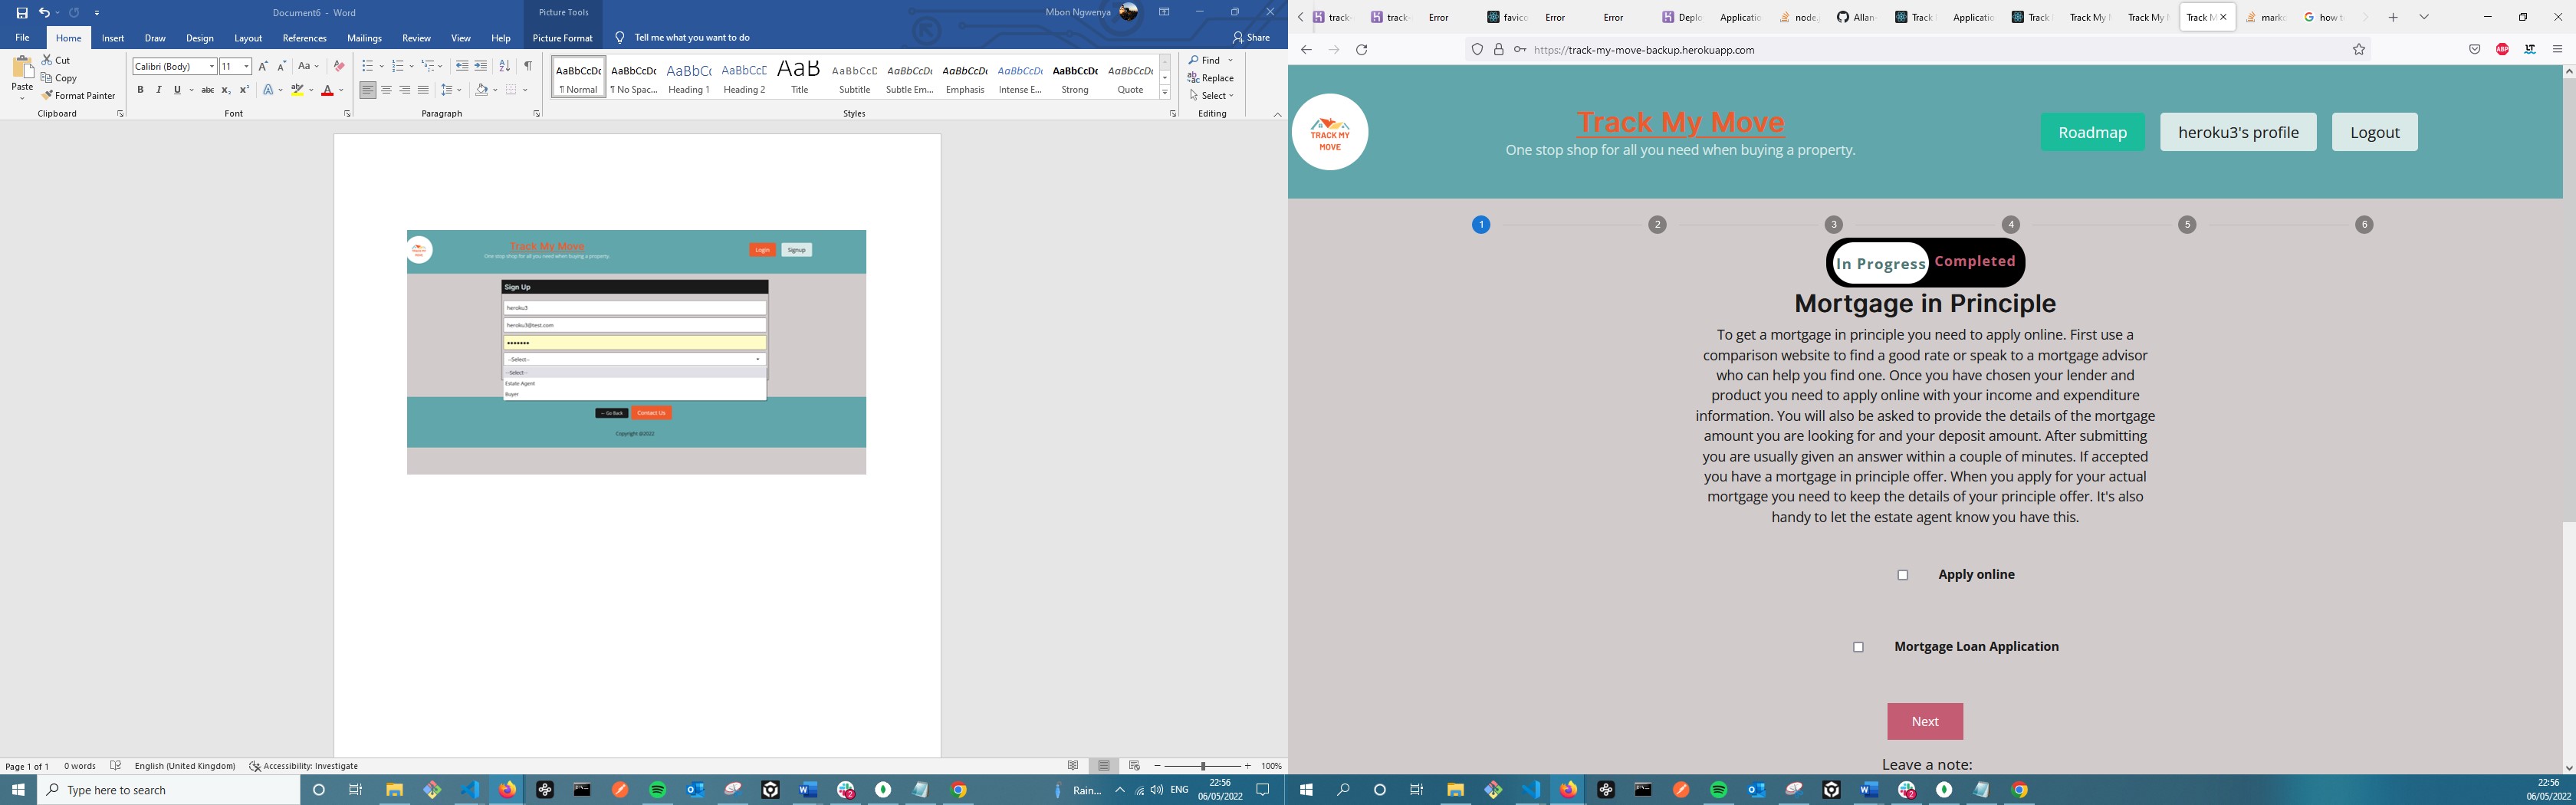 Document6 - Word
Picture Tools
Mbon Ngwenya
File Home Insert Draw Design Layout References Mailings Review View Help Picture Format Tell me what you want to do Share
Paste
Cut
Copy
Format Painter
Clipboard
Calibri (Body) 11
Font
Paragraph
AaBbCcDc AaBbCcDc AaBbCc AaBbCcD AaB AaBbCcD AaBbCcDc AaBbCcDc AaBbCcDc AaBbCcDc AaBbCcDc
¶ Normal ¶ No Spac... Heading 1 Heading 2 Title Subtitle Subtle Em... Emphasis Intense E... Strong Quote
Styles
Find
Replace
Select
Editing
Track My Move
One stop shop for all you need when buying a property.
Login Signup
Sign Up
heroku3
heroku3@test.com
--Select--
--Select--
Estate Agent
Buyer
← Go Back Contact Us
Copyright @2022
Page 1 of 1 0 words English (United Kingdom) Accessibility: Investigate 100%
Type here to search
Rain... ENG 22:56
06/05/2022
track- track- Error favico Error Error Deplo Applicatio node. Allan- Track Applicatio Track Track My Track My Track M marko how t
https://track-my-move-backup.herokuapp.com
TRACK MY
MOVE
Track My Move
One stop shop for all you need when buying a property.
Roadmap heroku3's profile Logout
1 2 3 4 5 6
In Progress Completed
Mortgage in Principle
To get a mortgage in principle you need to apply online. First use a
comparison website to find a good rate or speak to a mortgage advisor
who can help you find one. Once you have chosen your lender and
product you need to apply online with your income and expenditure
information. You will also be asked to provide the details of the mortgage
amount you are looking for and your deposit amount. After submitting
you are usually given an answer within a couple of minutes. If accepted
you have a mortgage in principle offer. When you apply for your actual
mortgage you need to keep the details of your principle offer. It's also
handy to let the estate agent know you have this.
Apply online
Mortgage Loan Application
Next
Leave a note:
22:56
06/05/2022